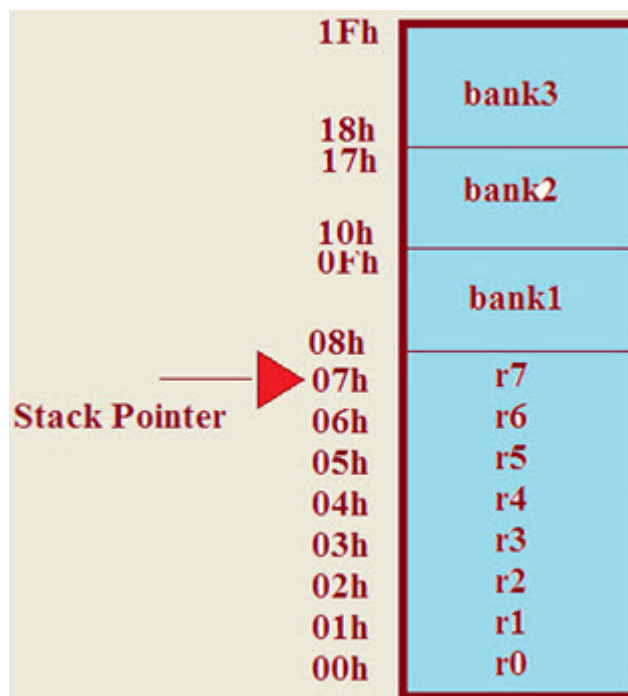 1Fh
bank3
18h
17h
bank2
10h
0Fh
bank1
08h
07h r7
Stack Pointer
06h r6
05h r5
04h r4
03h r3
02h r2
01h r1
00h r0